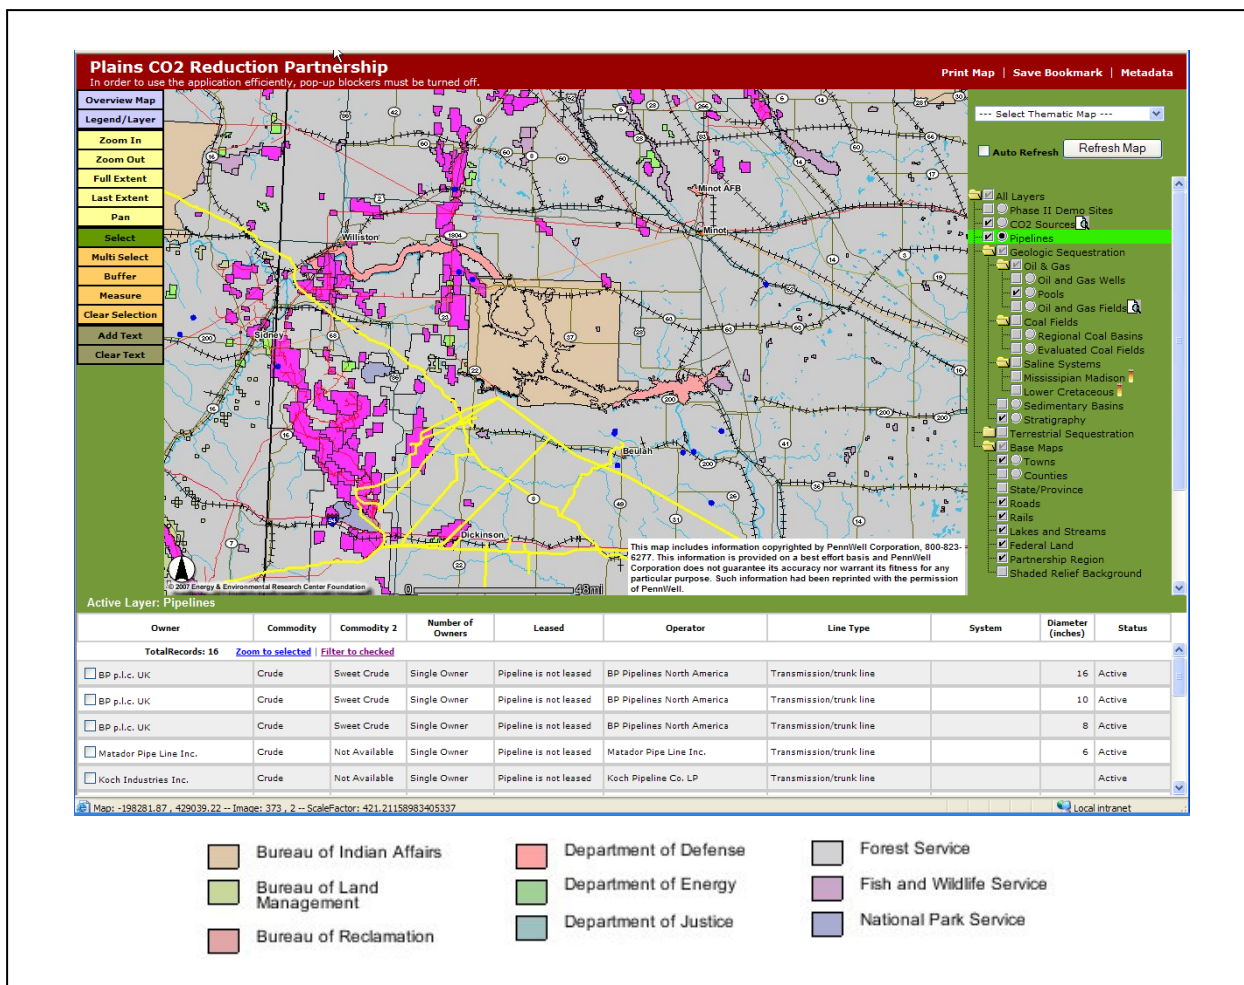 Plains CO2 Reduction Partnership
In order to use the application efficiently, pop-up blockers must be turned off.
Print Map | Save Bookmark | Metadata
Overview Map
Legend/Layer
Zoom In
Zoom Out
Full Extent
Last Extent
Pan
Select
Multi Select
Buffer
Measure
Clear Selection
Add Text
Clear Text
Minot AFB
Minot
Williston
Sidney
Beulah
Dickinson
© 2007 Energy & Environmental Research Center Foundation
0 48mi
This map includes information copyrighted by PennWell Corporation, 800-823-
6277. This information is provided on a best effort basis and PennWell
Corporation does not guarantee its accuracy nor warrant its fitness for any
particular purpose. Such information had been reprinted with the permission
of PennWell.
--- Select Thematic Map ---
Auto Refresh Refresh Map
All Layers
Phase II Demo Sites
CO2 Sources
Pipelines
Geologic Sequestration
Oil & Gas
Oil and Gas Wells
Pools
Oil and Gas Fields
Coal Fields
Regional Coal Basins
Evaluated Coal Fields
Saline Systems
Missisipian Madison
Lower Cretaceous
Sedimentary Basins
Stratigraphy
Terrestrial Sequestration
Base Maps
Towns
Counties
State/Province
Roads
Rails
Lakes and Streams
Federal Land
Partnership Region
Shaded Relief Background
Active Layer: Pipelines
Owner Commodity Commodity 2 Number of Owners Leased Operator Line Type System Diameter (inches) Status
TotalRecords: 16 Zoom to selected | Filter to checked
BP p.l.c. UK Crude Sweet Crude Single Owner Pipeline is not leased BP Pipelines North America Transmission/trunk line 16 Active
BP p.l.c. UK Crude Sweet Crude Single Owner Pipeline is not leased BP Pipelines North America Transmission/trunk line 10 Active
BP p.l.c. UK Crude Sweet Crude Single Owner Pipeline is not leased BP Pipelines North America Transmission/trunk line 8 Active
Matador Pipe Line Inc. Crude Not Available Single Owner Pipeline is not leased Matador Pipe Line Inc. Transmission/trunk line 6 Active
Koch Industries Inc. Crude Not Available Single Owner Pipeline is not leased Koch Pipeline Co. LP Transmission/trunk line Active
Map: -198281.87 , 429039.22 -- Image: 373 , 2 -- ScaleFactor: 421.21158983405337
Local intranet
Bureau of Indian Affairs
Bureau of Land
Management
Bureau of Reclamation
Department of Defense
Department of Energy
Department of Justice
Forest Service
Fish and Wildlife Service
National Park Service